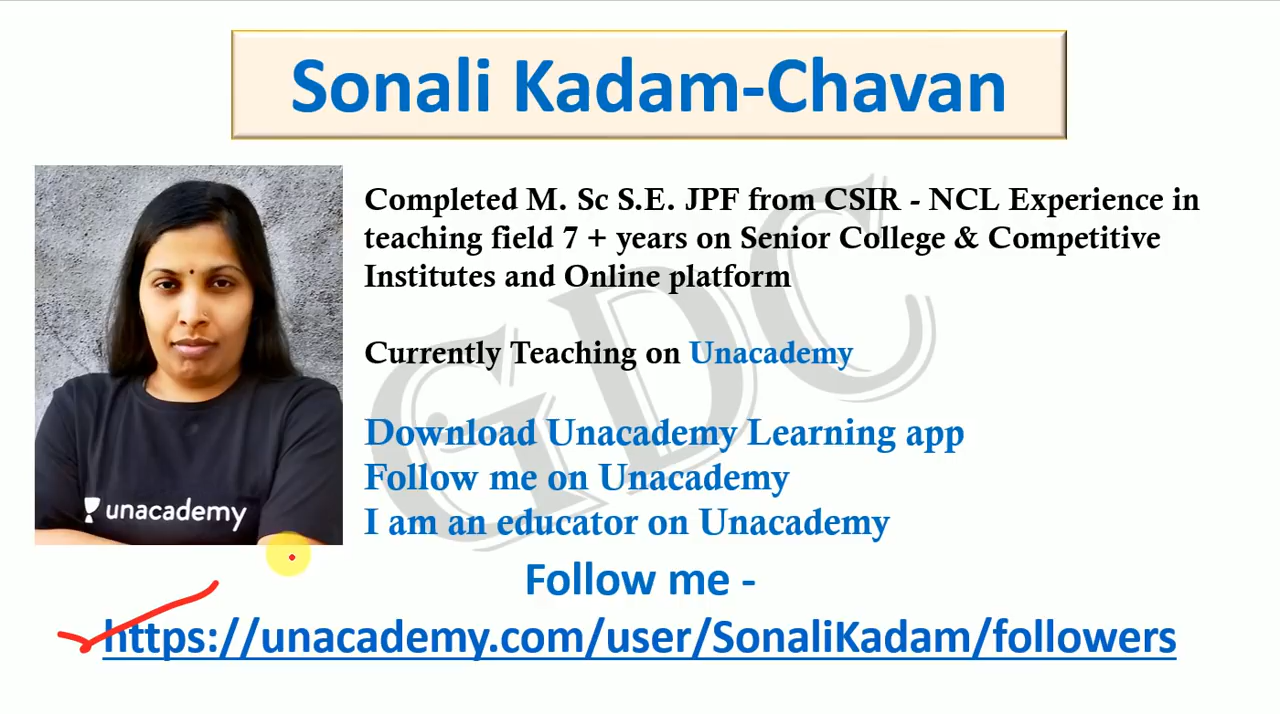 Sonali Kadam-Chavan
Completed M. Sc S.E. JPF from CSIR - NCL Experience in
teaching field 7 + years on Senior College & Competitive
Institutes and Online platform
Currently Teaching on Unacademy
Download Unacademy Learning app
Follow me on Unacademy
I am an educator on Unacademy
unacademy
GDC
Follow me -
https://unacademy.com/user/SonaliKadam/followers